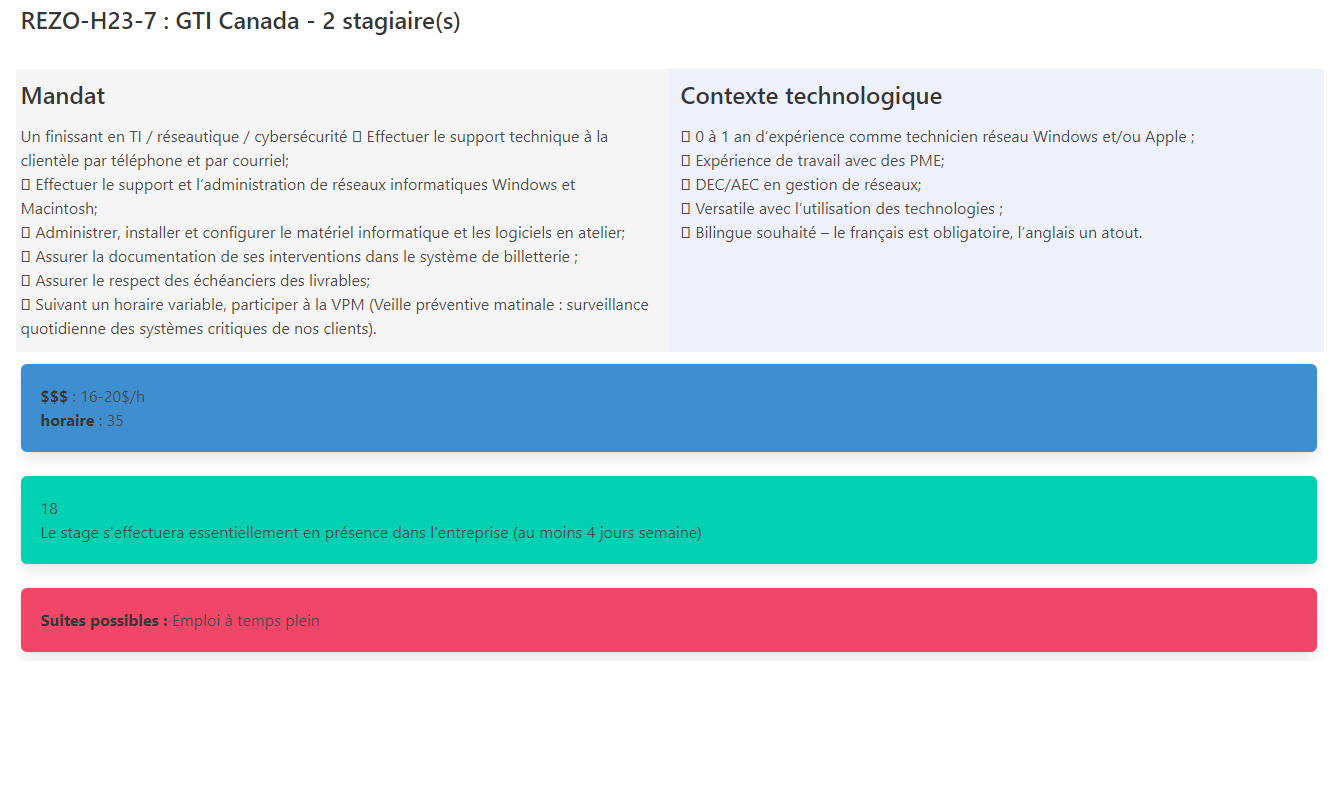 REZO-H23-7 : GTI Canada - 2 stagiaire(s)
Mandat
Un finissant en TI / réseautique / cybersécurité  Effectuer le support technique à la
clientèle par téléphone et par courriel;
 Effectuer le support et l’administration de réseaux informatiques Windows et
Macintosh;
 Administrer, installer et configurer le matériel informatique et les logiciels en atelier;
 Assurer la documentation de ses interventions dans le système de billetterie ;
 Assurer le respect des échéanciers des livrables;
 Suivant un horaire variable, participer à la VPM (Veille préventive matinale : surveillance
quotidienne des systèmes critiques de nos clients).
Contexte technologique
 0 à 1 an d’expérience comme technicien réseau Windows et/ou Apple ;
 Expérience de travail avec des PME;
 DEC/AEC en gestion de réseaux;
 Versatile avec l’utilisation des technologies ;
 Bilingue souhaité – le français est obligatoire, l’anglais un atout.
$$$ : 16-20$/h
horaire : 35
18
Le stage s'effectuera essentiellement en présence dans l'entreprise (au moins 4 jours semaine)
Suites possibles : Emploi à temps plein